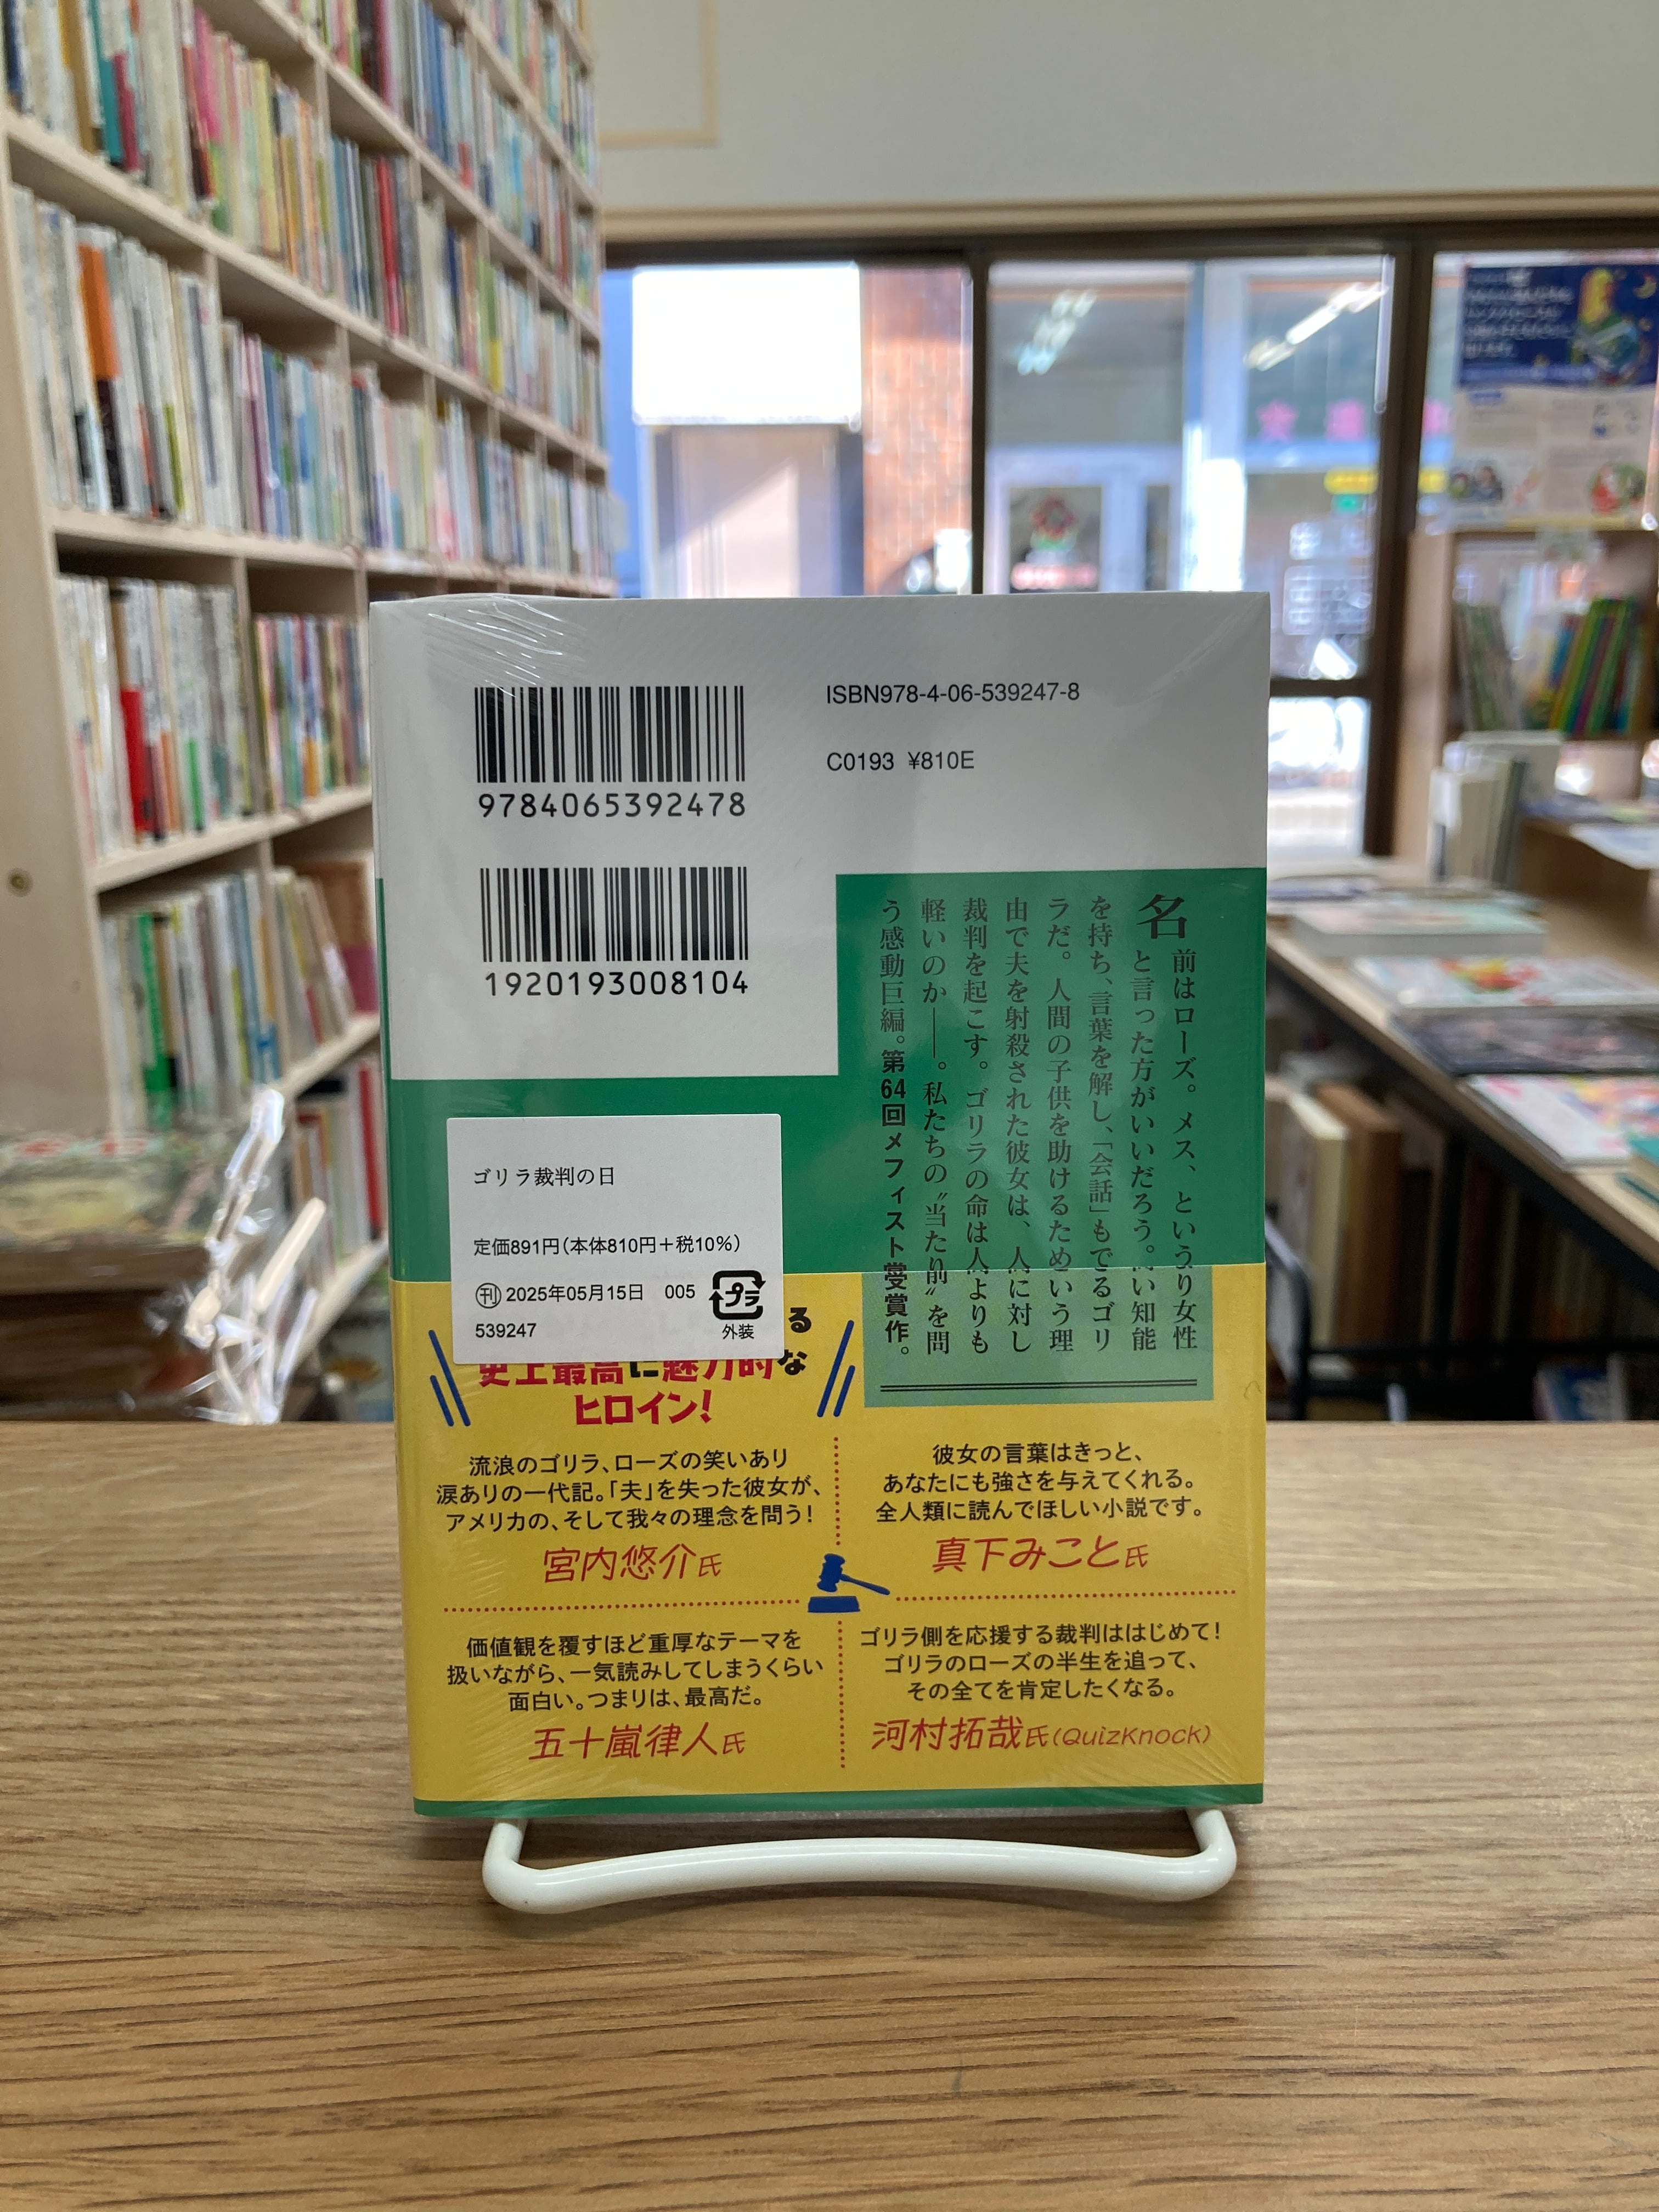 9784065392478
1920193008104
ISBN978-4-06-539247-8
C0193 ¥810E
名前はローズ。メス、というり女性
と言った方がいいだろう。い知能
を持ち、言葉を解し、「会話」もでるゴリ
ラだ。人間の子供を助けるためいう理
由で夫を射殺された彼女は、人に対し
裁判を起こす。ゴリラの命は人よりも
軽いのか――。私たちの〝当たり前〟を問
う感動巨編。第64回メフィスト受賞作。
ゴリラ裁判の日
定価891円(本体810円+税10%)
刊 2025年05月15日 005
539247
プラ
外装
る
史上最高に魅力的な
ヒロイン!
流浪のゴリラ、ローズの笑いあり
涙ありの一代記。「夫」を失った彼女が、
アメリカの、そして我々の理念を問う!
宮内悠介氏
彼女の言葉はきっと、
あなたにも強さを与えてくれる。
全人類に読んでほしい小説です。
真下みこと氏
価値観を覆すほど重厚なテーマを
扱いながら、一気読みしてしまうくらい
面白い。つまりは、最高だ。
五十嵐律人氏
ゴリラ側を応援する裁判ははじめて!
ゴリラのローズの半生を追って、
その全てを肯定したくなる。
河村拓哉氏(QuizKnock)